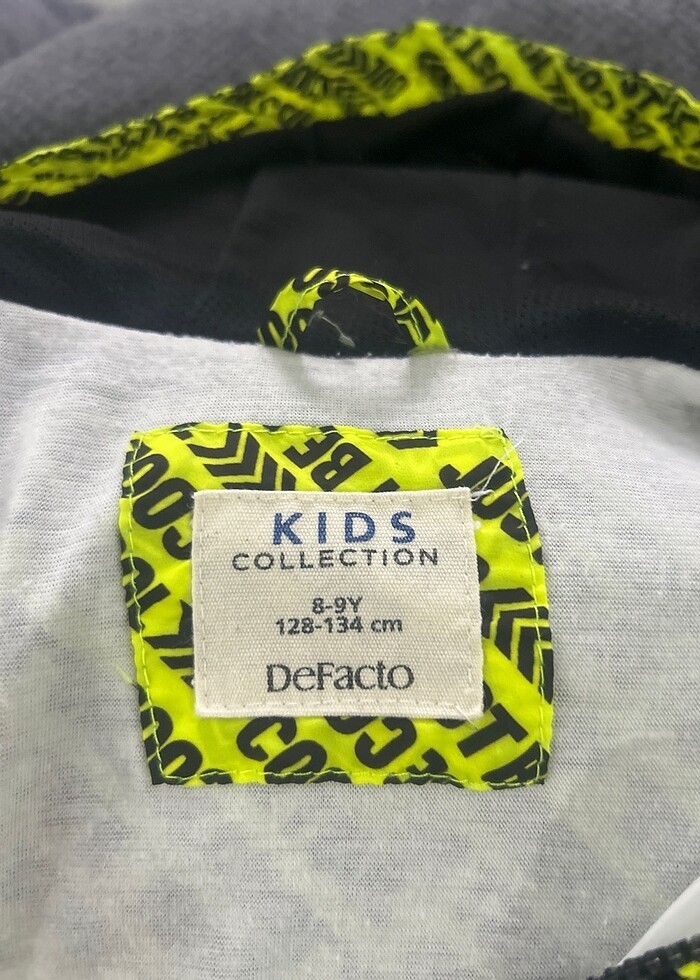 KIDS
COLLECTION
8-9Y
128-134 cm
DeFacto